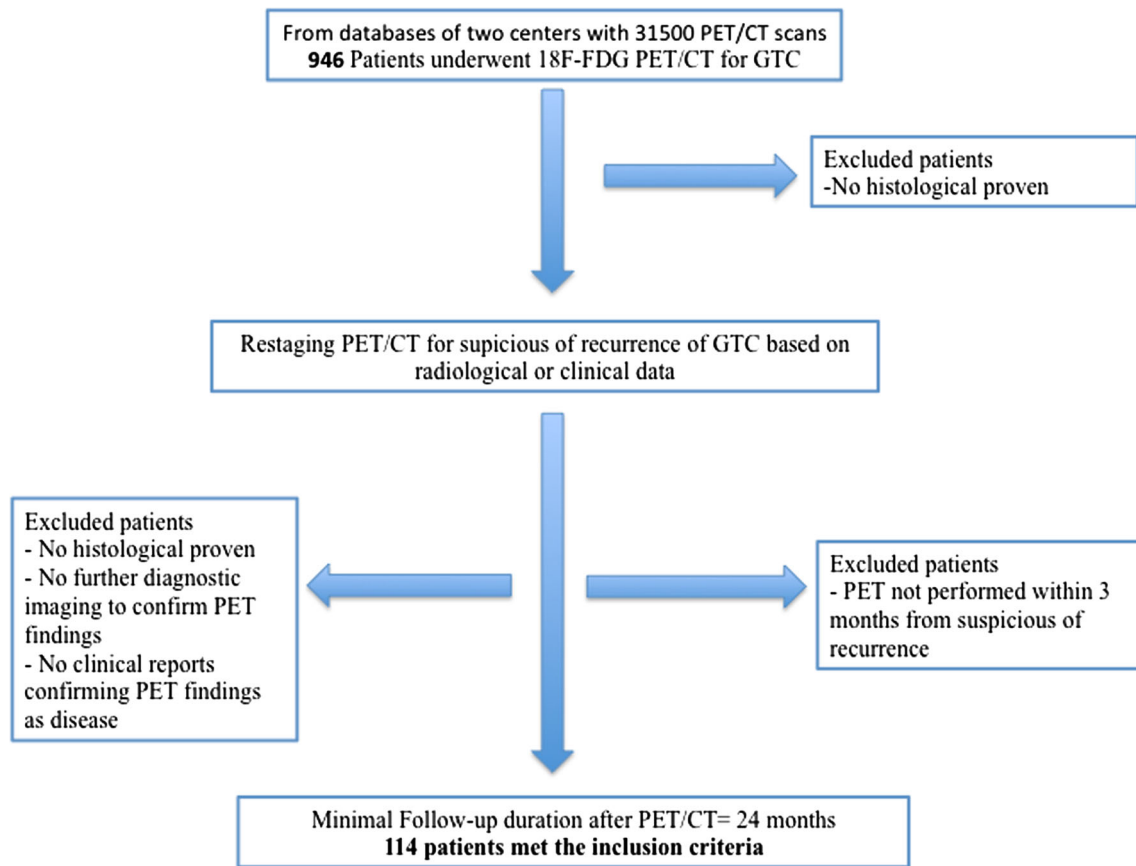 From databases of two centers with 31500 PET/CT scans
946 Patients underwent 18F-FDG PET/CT for GTC
Excluded patients
-No histological proven
Restaging PET/CT for supicious of recurrence of GTC based on
radiological or clinical data
Excluded patients
- No histological proven
- No further diagnostic
imaging to confirm PET
findings
- No clinical reports
confirming PET findings
as disease
Excluded patients
- PET not performed within 3
months from suspicious of
recurrence
Minimal Follow-up duration after PET/CT= 24 months
114 patients met the inclusion criteria